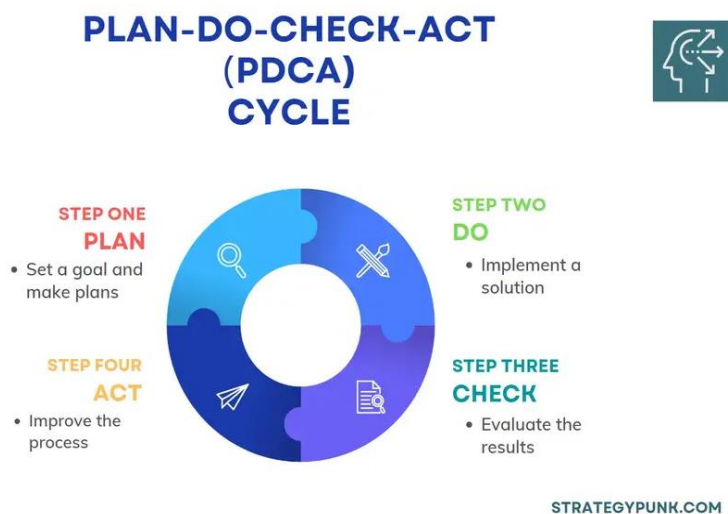 PLAN-DO-CHECK-ACT
(PDCA)
CYCLE
STEP ONE
PLAN
• Set a goal and
make plans
STEP TWO
DO
• Implement a
solution
STEP THREE
CHECK
• Evaluate the
results
STEP FOUR
ACT
• Improve the
process
STRATEGYPUNK.COM